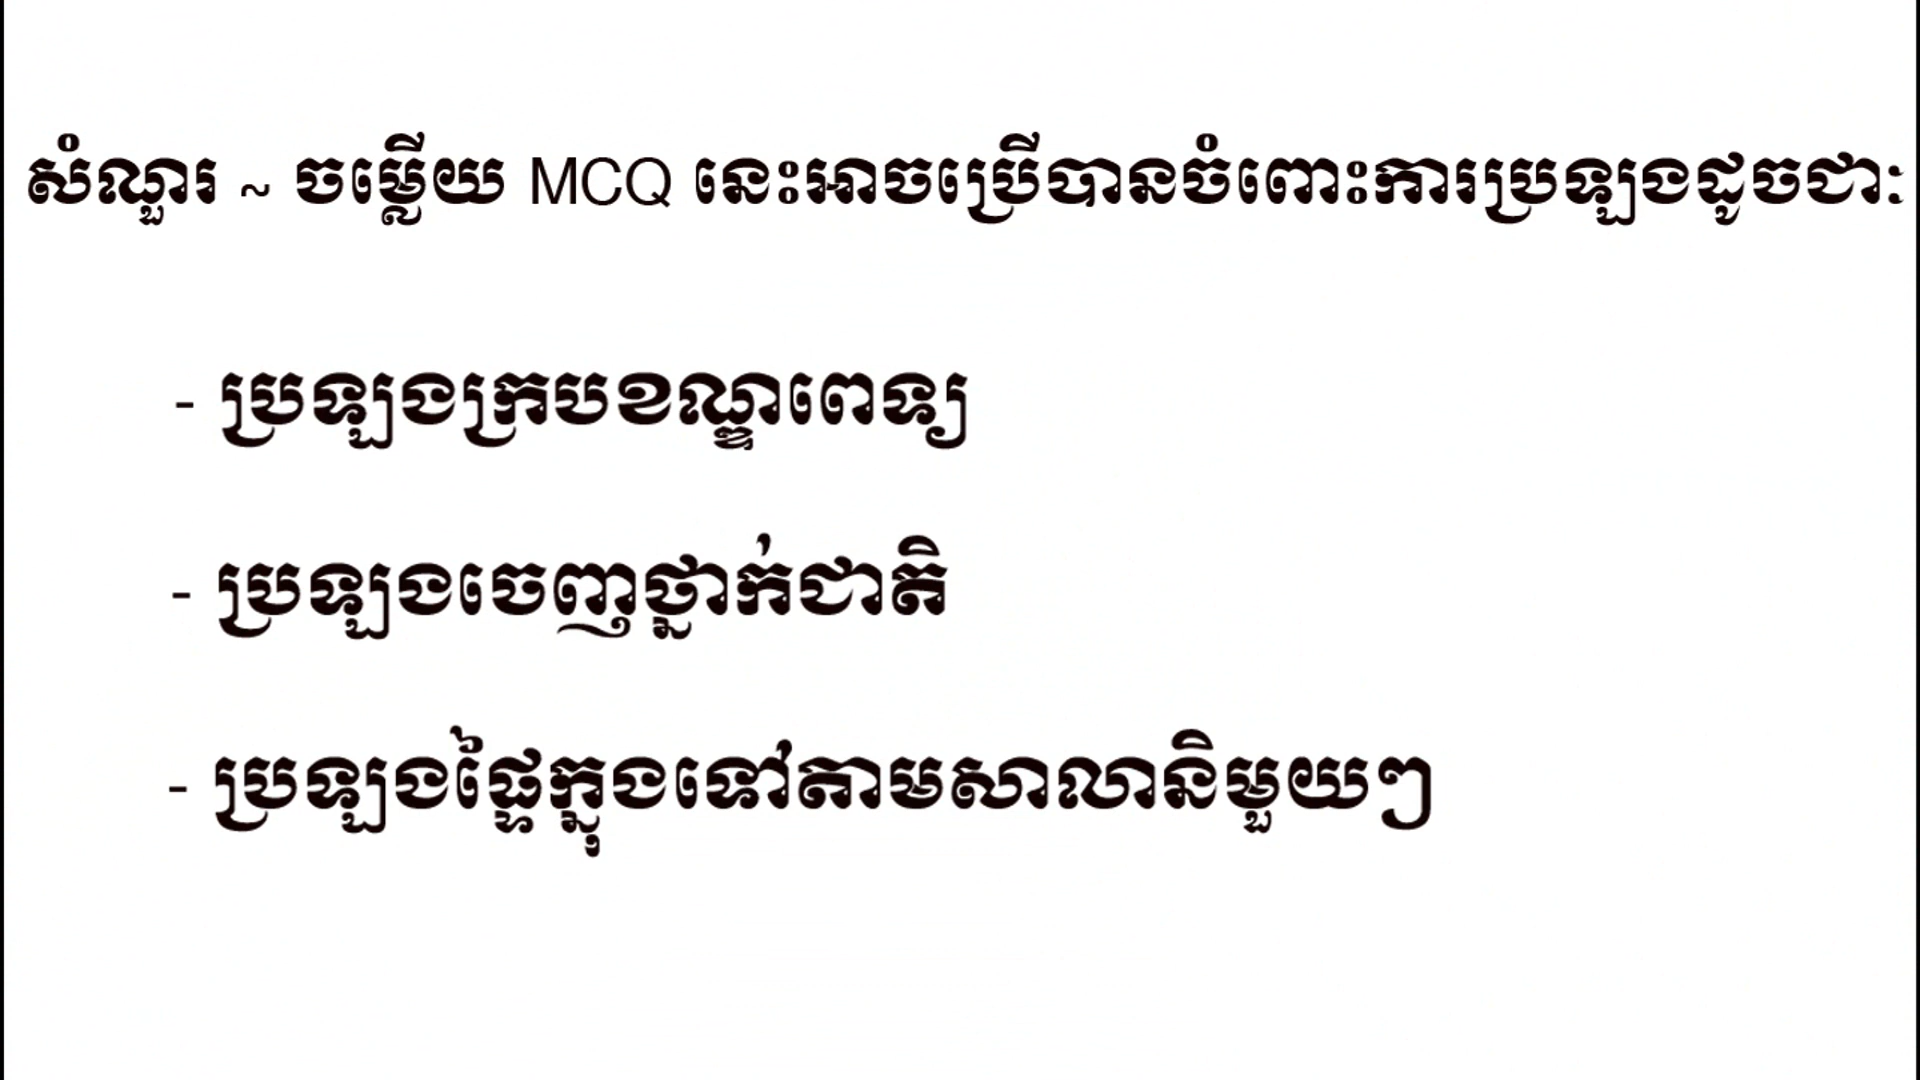 សំណួរ ~ ចម្លើយ MCQ នេះអាចប្រើបានចំពោះការប្រឡងដូចជាៈ
- ប្រឡងក្របខណ្ឌពេទ្យ
- ប្រឡងចេញថ្នាក់ជាតិ
- ប្រឡងផ្ទៃក្នុងទៅតាមសាលានិមួយៗ